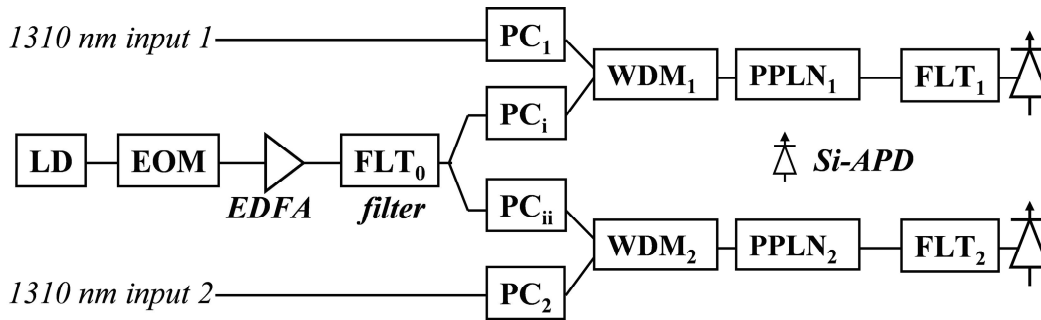 1310 nm input 1
PC₁
WDM₁
PPLN₁
FLT₁
PCᵢ
LD
EOM
EDFA
FLT₀
filter
Si-APD
PCᵢᵢ
WDM₂
PPLN₂
FLT₂
1310 nm input 2
PC₂